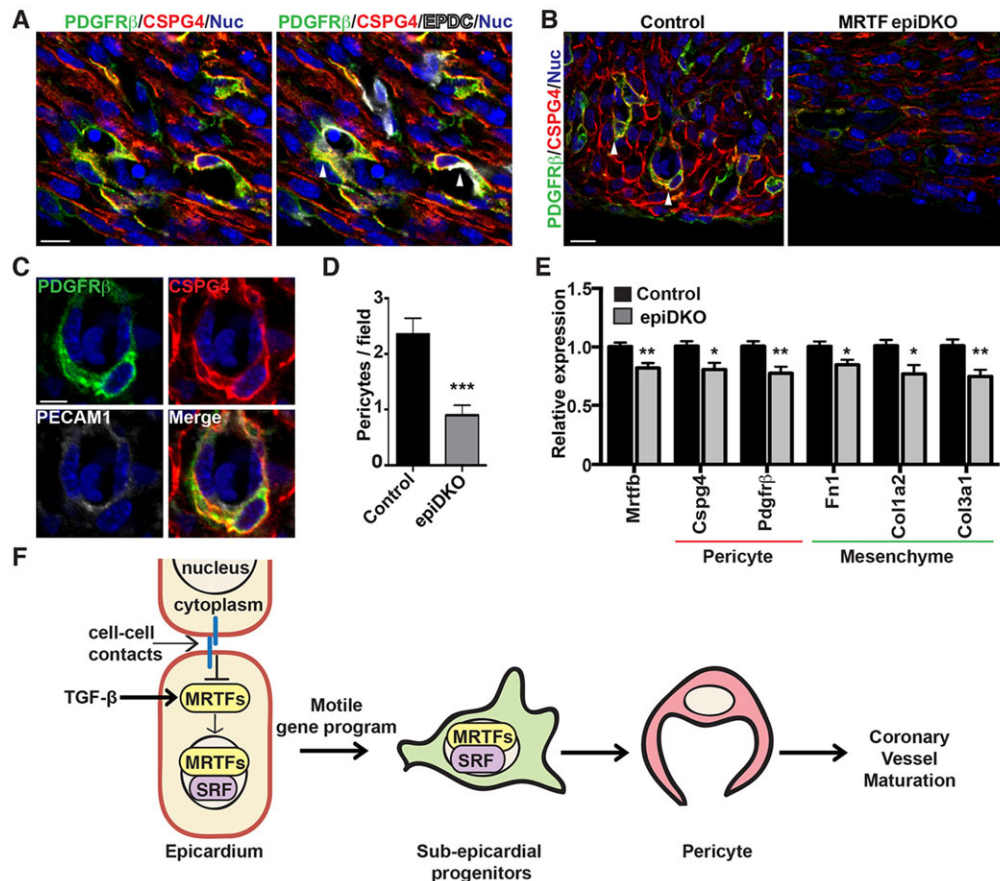 A
PDGFRβ/CSPG4/Nuc
PDGFRβ/CSPG4/EPDC/Nuc
B
Control
MRTF epiDKO
PDGFRβ/CSPG4/Nuc
C
PDGFRβ
CSPG4
PECAM1
Merge
D
Pericytes / field
3
2
1
0
***
Control
epiDKO
E
Relative expression
1.5
1.0
0.5
0
Control
epiDKO
**
*
**
*
*
**
Mrtfb
Cspg4
Pdgfrβ
Fn1
Col1a2
Col3a1
Pericyte
Mesenchyme
F
nucleus
cytoplasm
cell-cell
contacts
TGF-β
MRTFs
MRTFs
SRF
Epicardium
Motile
gene program
MRTFs
SRF
Sub-epicardial
progenitors
Pericyte
Coronary
Vessel
Maturation